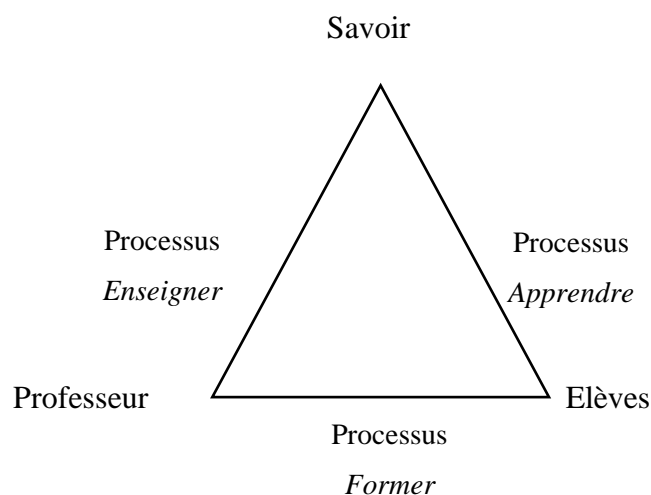 Savoir
Processus
Enseigner
Processus
Apprendre
Professeur
Elèves
Processus
Former